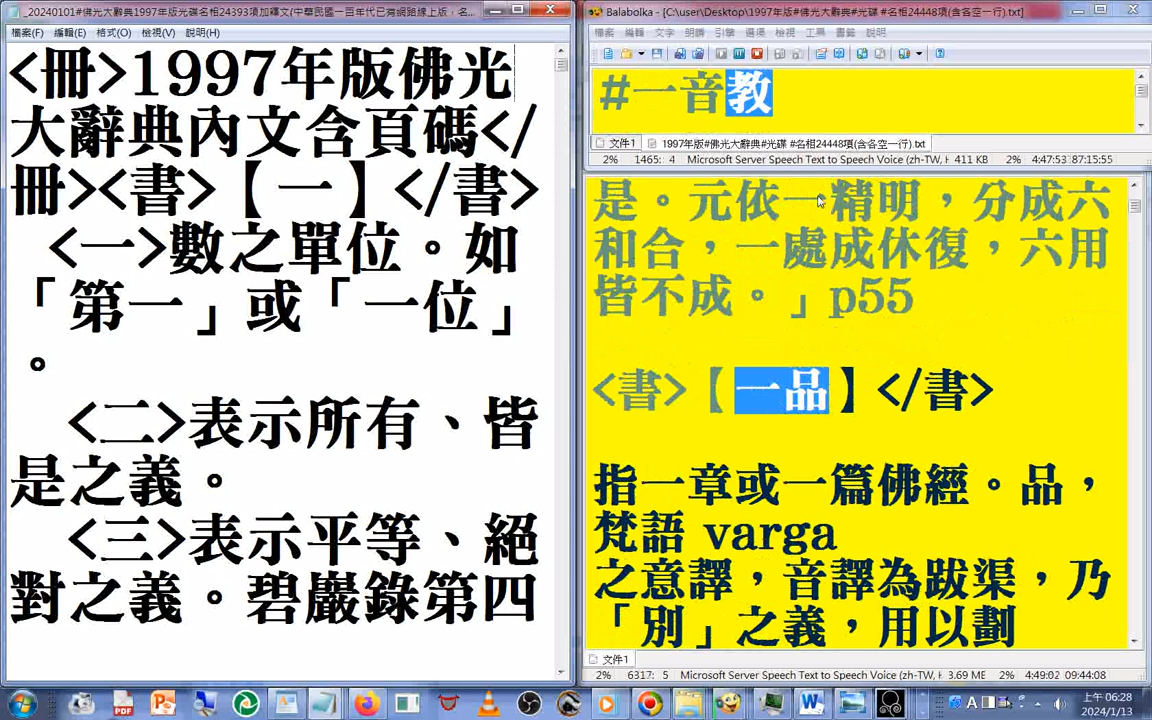 _20240101#佛光大辭典1997年版光碟名相24393項加釋文(中華民國一百年代已有網路線上版，名...
檔案(F) 編輯(E) 格式(O) 檢視(V) 說明(H)
<冊>1997年版佛光
大辭典內文含頁碼</
冊><書>【一】</書>
<一>數之單位。如
「第一」或「一位」
。
<二>表示所有、皆
是之義。
<三>表示平等、絕
對之義。碧巖錄第四
Balabolka - [C:\user\Desktop\1997年版#佛光大辭典#光碟 #名相24448項(含各空一行).txt]
檔案 編輯 文字 朗讀 引擎 選項 檢視 工具 書籤 說明
#一音教
文件1 1997年版#佛光大辭典#光碟 #名相24448項(含各空一行).txt
2% 1465: 4 Microsoft Server Speech Text to Speech Voice (zh-TW, H 411 KB 2% 4:47:53 87:15:55
是。元依一精明，分成六
和合，一處成休復，六用
皆不成。」p55
<書>【一品】</書>
指一章或一篇佛經。品，
梵語 varga
之意譯，音譯為跋渠，乃
「別」之義，用以劃
文件1
2% 6317: 5 Microsoft Server Speech Text to Speech Voice (zh-TW, H 3.69 MB 2% 4:49:02 09:44:08
上午 06:28
2024/1/13